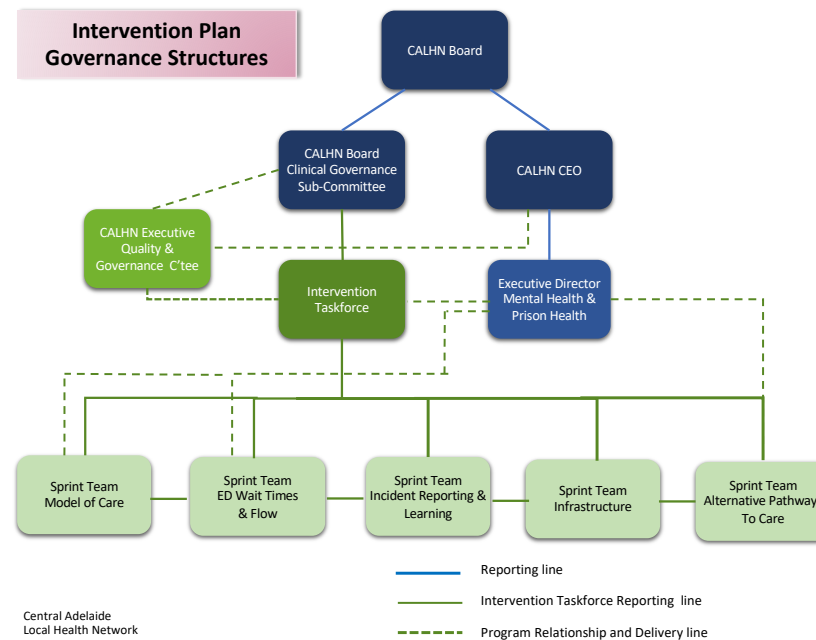 Intervention Plan
Governance Structures
CALHN Board
CALHN Board
Clinical Governance
Sub-Committee
CALHN CEO
CALHN Executive
Quality &
Governance C'tee
Intervention
Taskforce
Executive Director
Mental Health &
Prison Health
Sprint Team
Model of Care
Sprint Team
ED Wait Times
& Flow
Sprint Team
Incident Reporting &
Learning
Sprint Team
Infrastructure
Sprint Team
Alternative Pathway
To Care
Reporting line
Intervention Taskforce Reporting line
Program Relationship and Delivery line
Central Adelaide
Local Health Network